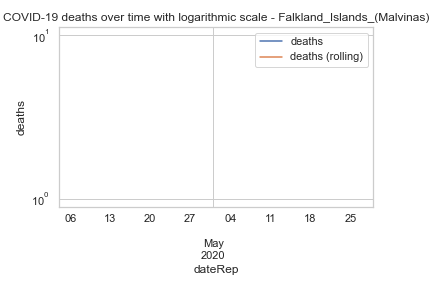 COVID-19 deaths over time with logarithmic scale - Falkland_Islands_(Malvinas)
10¹
deaths
deaths (rolling)
deaths
10⁰
06 13 20 27 04 11 18 25
May
2020
dateRep